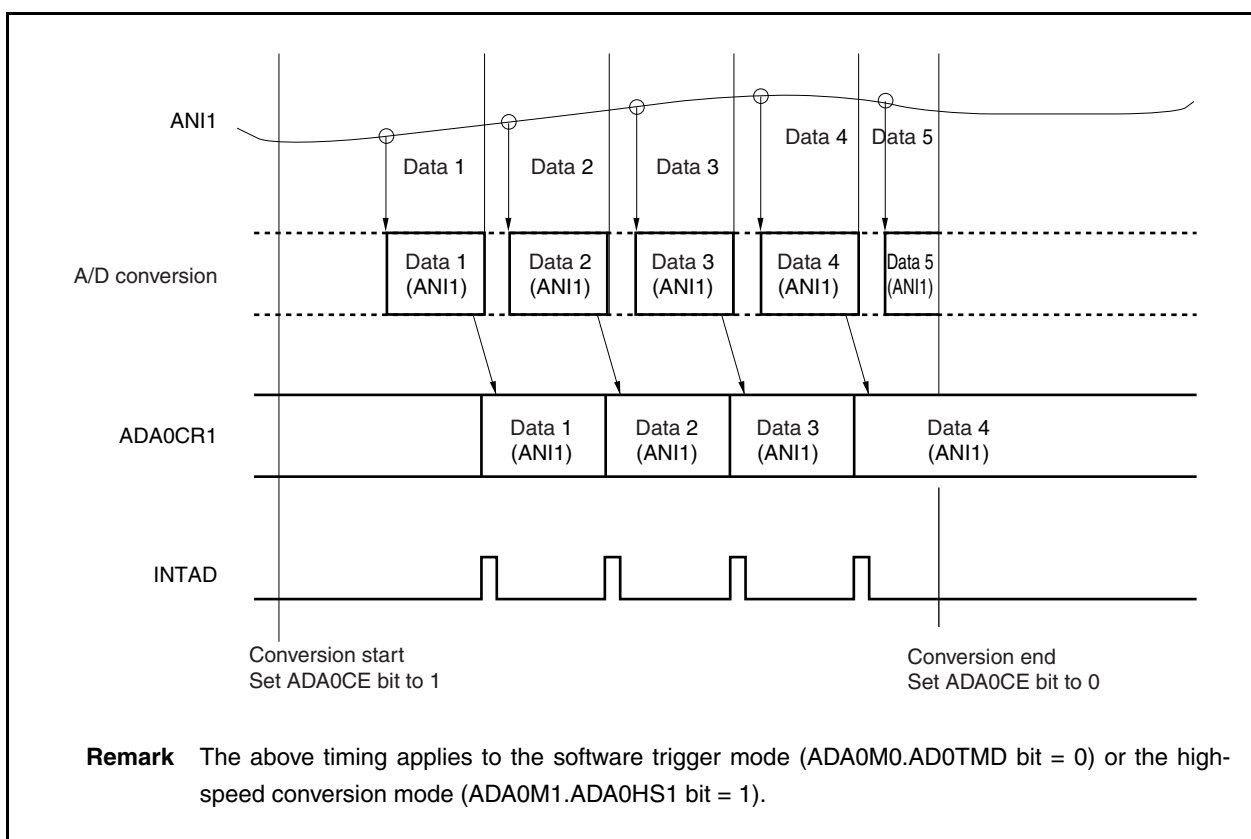 ANI1
Data 1
Data 2
Data 3
Data 4
Data 5
A/D conversion
Data 1
(ANI1)
Data 2
(ANI1)
Data 3
(ANI1)
Data 4
(ANI1)
Data 5
(ANI1)
ADA0CR1
Data 1
(ANI1)
Data 2
(ANI1)
Data 3
(ANI1)
Data 4
(ANI1)
INTAD
Conversion start
Set ADA0CE bit to 1
Conversion end
Set ADA0CE bit to 0
Remark The above timing applies to the software trigger mode (ADA0M0.AD0TMD bit = 0) or the high-
speed conversion mode (ADA0M1.ADA0HS1 bit = 1).